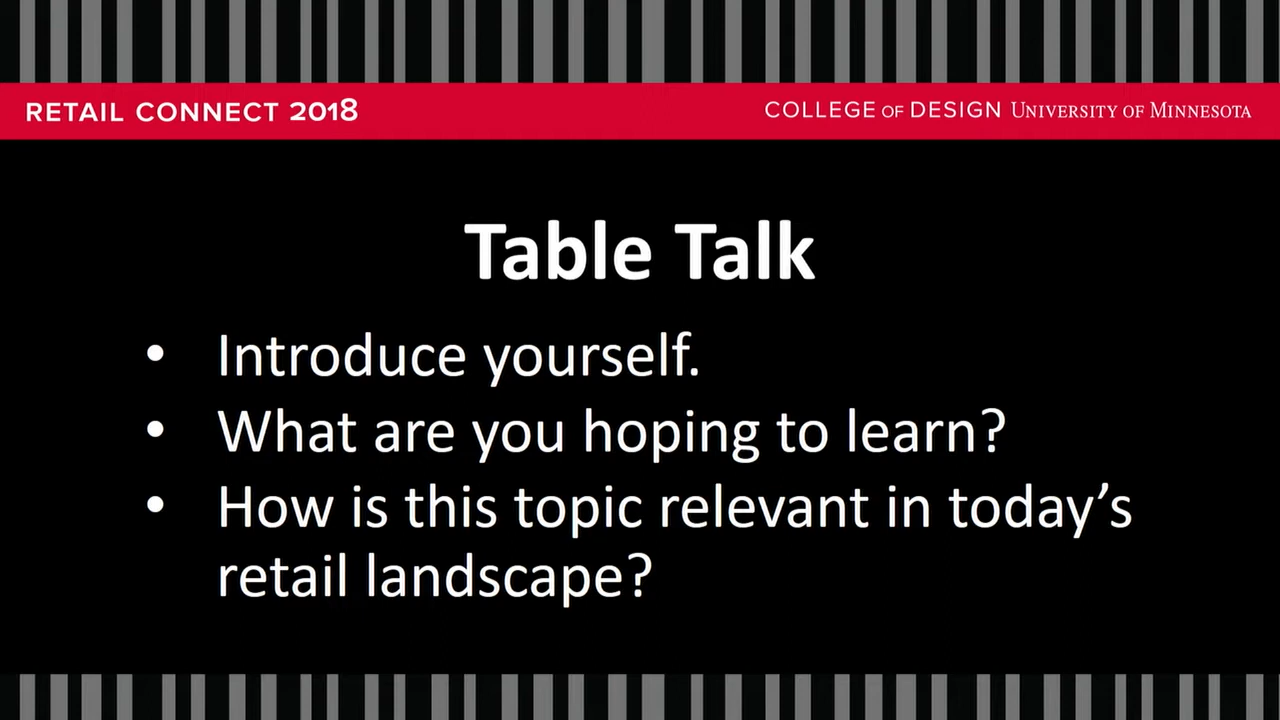 RETAIL CONNECT 2018
COLLEGE OF DESIGN UNIVERSITY OF MINNESOTA
Table Talk
• Introduce yourself.
• What are you hoping to learn?
• How is this topic relevant in today’s
retail landscape?